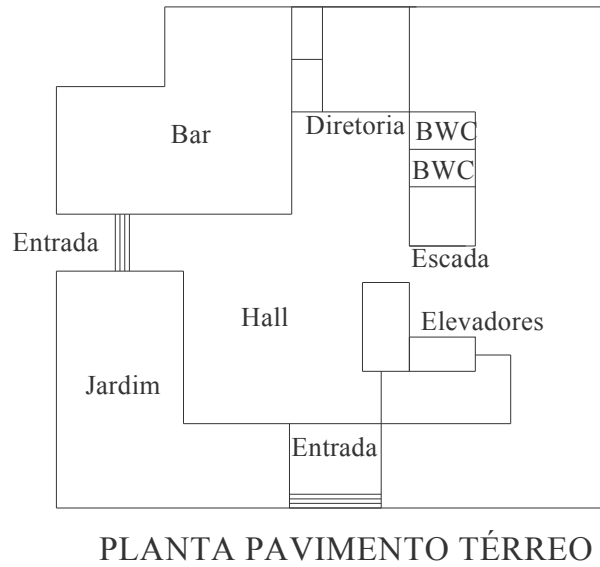 Bar
Diretoria
BWC
BWC
Entrada
Escada
Hall
Elevadores
Jardim
Entrada
PLANTA PAVIMENTO TÉRREO